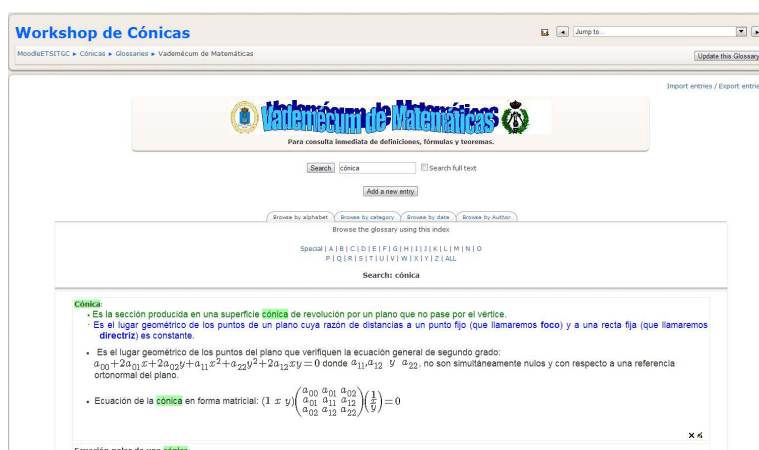 Workshop de Cónicas
Jump to...
MoodleETSITGC ► Cónicas ► Glossaries ► Vademécum de Matemáticas
Update this Glossary
Import entries / Export entrie
Vademécum de Matemáticas
Para consulta inmediata de definiciones, fórmulas y teoremas.
Search cónica Search full text
Add a new entry
Browse by alphabet Browse by category Browse by date Browse by Author
Browse the glossary using this index
Special | A | B | C | D | E | F | G | H | I | J | K | L | M | N | O
P | Q | R | S | T | U | V | W | X | Y | Z | ALL
Search: cónica
Cónica:
• Es la sección producida en una superficie cónica de revolución por un plano que no pase por el vértice.
· Es el lugar geométrico de los puntos de un plano cuya razón de distancias a un punto fijo (que llamaremos foco) y a una recta fija (que llamaremos
directriz) es constante.
• Es el lugar geométrico de los puntos del plano que verifiquen la ecuación general de segundo grado:
a₀₀+2a₀₁x+2a₀₂y+a₁₁x²+a₂₂y²+2a₁₂xy=0 donde a₁₁,a₁₂ y a₂₂, no son simultáneamente nulos y con respecto a una referencia
ortonormal del plano.
• Ecuación de la cónica en forma matricial: (1 x y)(a₀₀ a₀₁ a₀₂
a₀₁ a₁₁ a₁₂
a₀₂ a₁₂ a₂₂)(1
x
y)=0
Ecuación polar de una cónica: